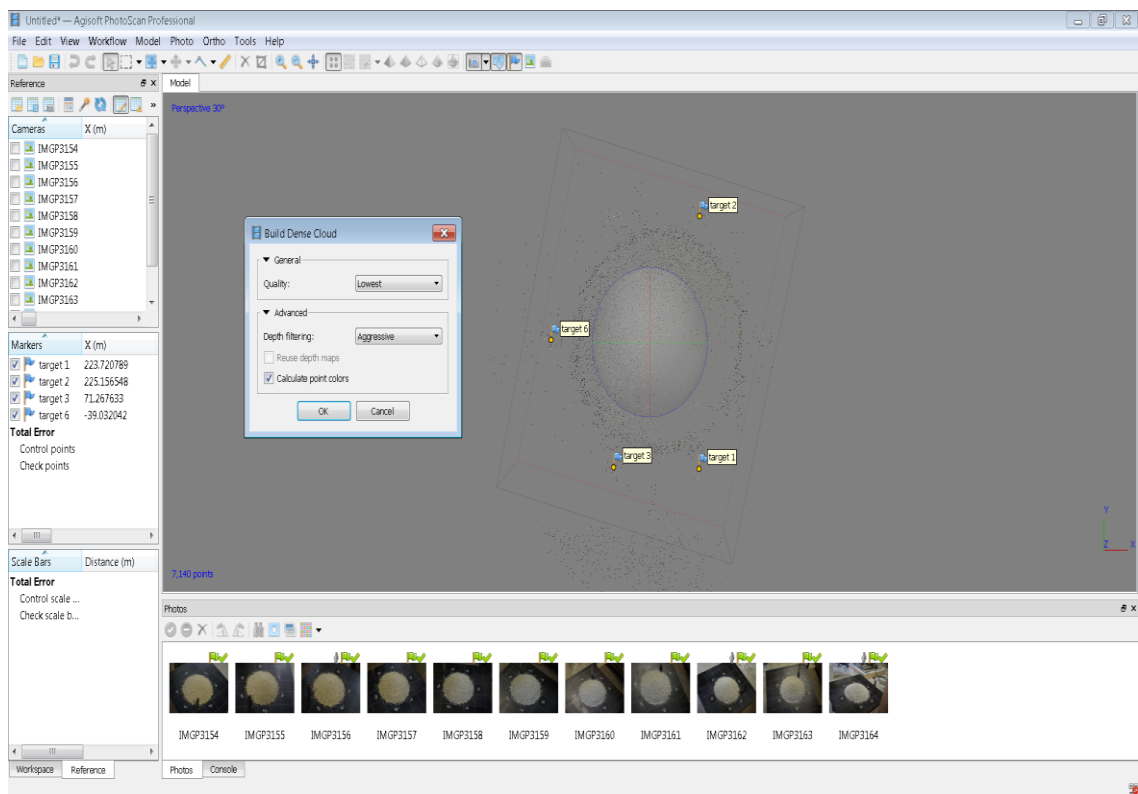 Untitled* — Agisoft PhotoScan Professional
File Edit View Workflow Model Photo Ortho Tools Help
Reference
Model
»
Perspective 30°
Cameras X (m)
IMGP3154
IMGP3155
IMGP3156
IMGP3157
IMGP3158
IMGP3159
IMGP3160
IMGP3161
IMGP3162
IMGP3163
target 2
target 6
target 3
target 1
Build Dense Cloud
General
Quality: Lowest
Advanced
Depth filtering: Aggressive
Reuse depth maps
Calculate point colors
OK Cancel
Markers X (m)
target 1 223.720789
target 2 225.156548
target 3 71.267633
target 6 -39.032042
Total Error
Control points
Check points
Y
Z X
7,140 points
Scale Bars Distance (m)
Total Error
Control scale ...
Check scale b...
Photos
IMGP3154 IMGP3155 IMGP3156 IMGP3157 IMGP3158 IMGP3159 IMGP3160 IMGP3161 IMGP3162 IMGP3163 IMGP3164
Workspace Reference
Photos Console